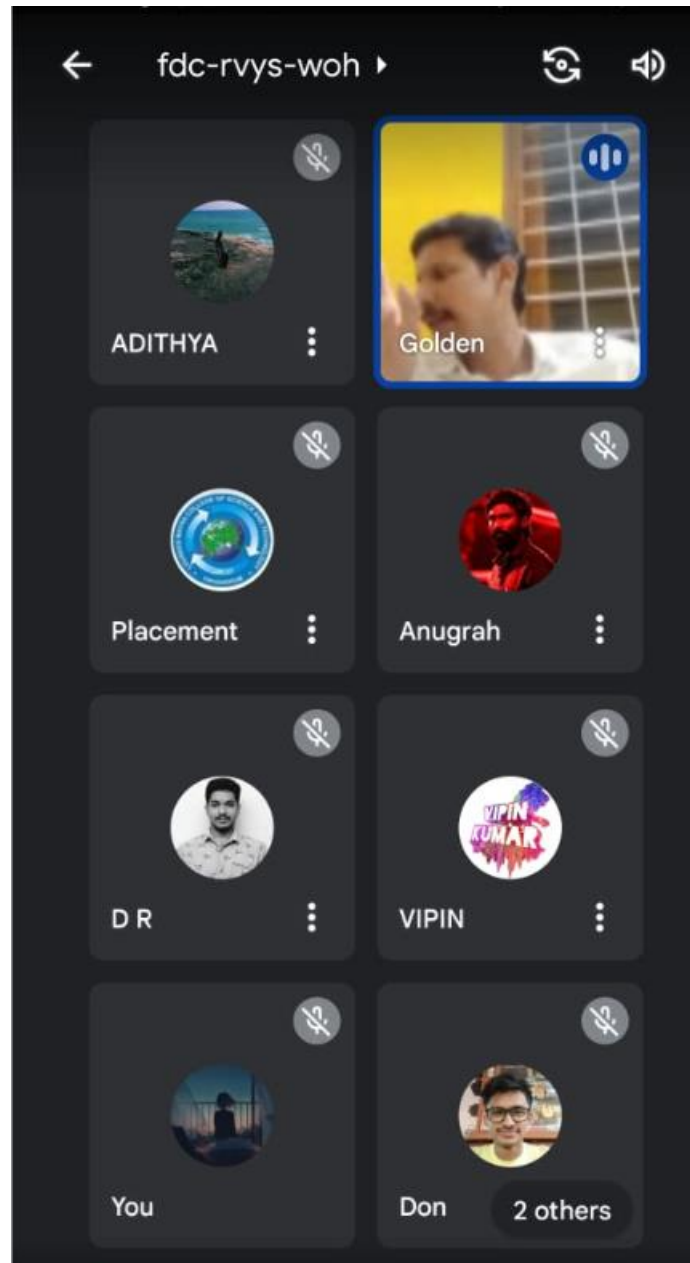 fdc-rvys-woh
ADITHYA
Golden
Placement
Anugrah
D R
VIPIN
VIPIN
KUMAR
You
Don
2 others